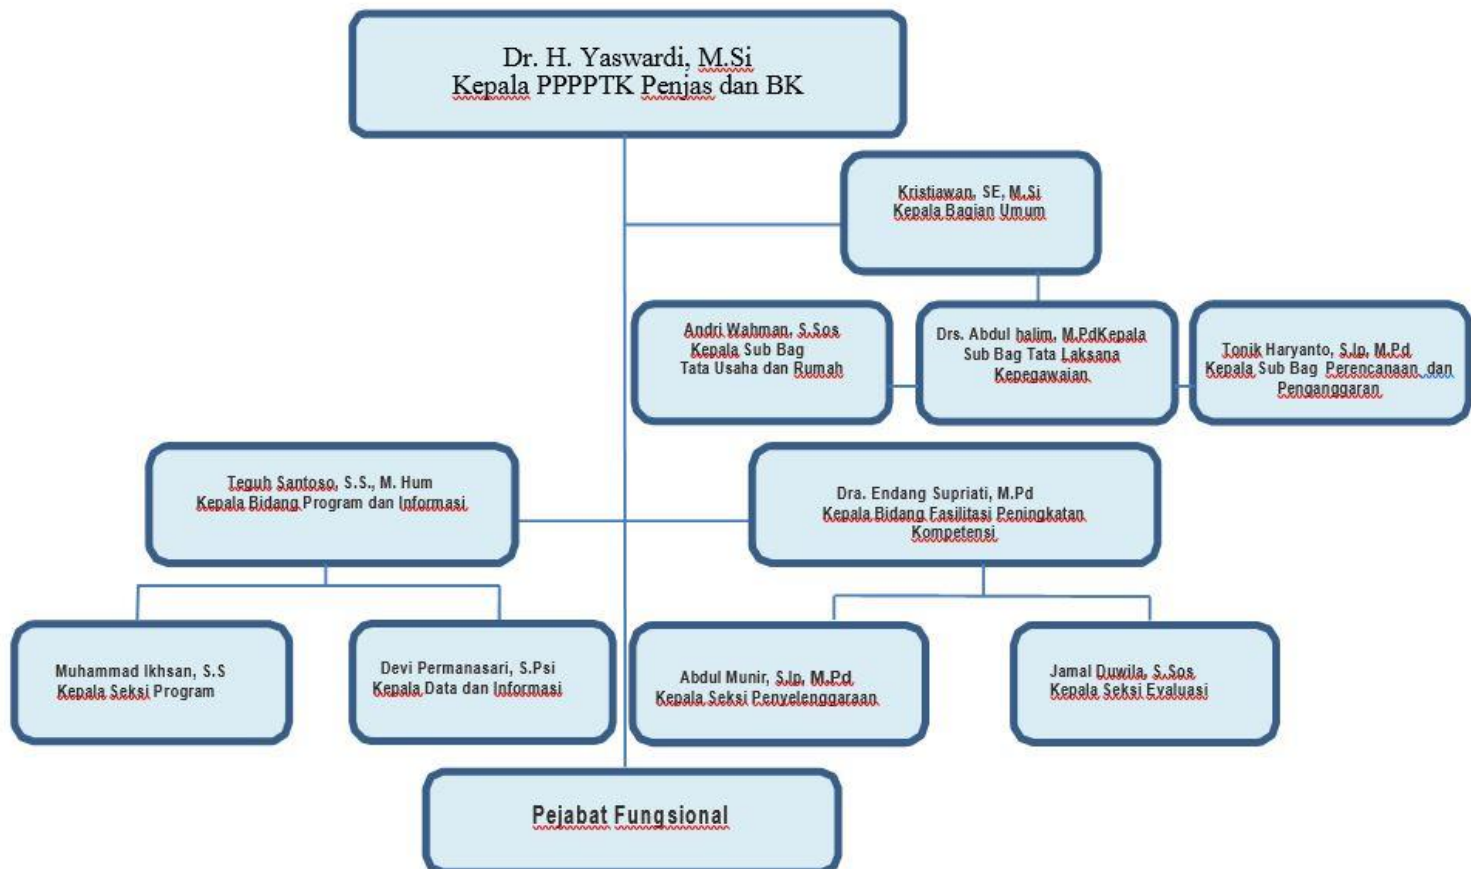 Dr. H. Yaswardi, M.Si
Kepala PPPPTK Penjas dan BK
Kristiawan, SE, M.Si
Kepala Bagian Umum
Andri Wahman, S.Sos
Kepala Sub Bag
Tata Usaha dan Rumah
Drs. Abdul halim, M.PdKepala
Sub Bag Tata Laksana
Kepegawaian
Tonik Haryanto, S.Ip, M.Pd
Kepala Sub Bag Perencanaan dan
Penganggaran
Teguh Santoso, S.S., M. Hum
Kepala Bidang Program dan Informasi
Dra. Endang Supriati, M.Pd
Kepala Bidang Fasilitasi Peningkatan
Kompetensi
Muhammad Ikhsan, S.S
Kepala Seksi Program
Devi Permanasari, S.Psi
Kepala Data dan Informasi
Abdul Munir, S.Ip, M.Pd
Kepala Seksi Penyelenggaraan
Jamal Duwila, S.Sos
Kepala Seksi Evaluasi
Pejabat Fungsional